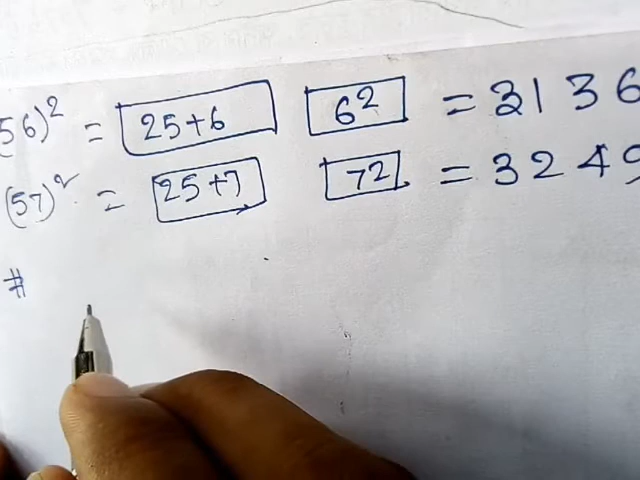 (56)² = 25+6 6² = 3136
(57)² = 25+7 7² = 3249
#